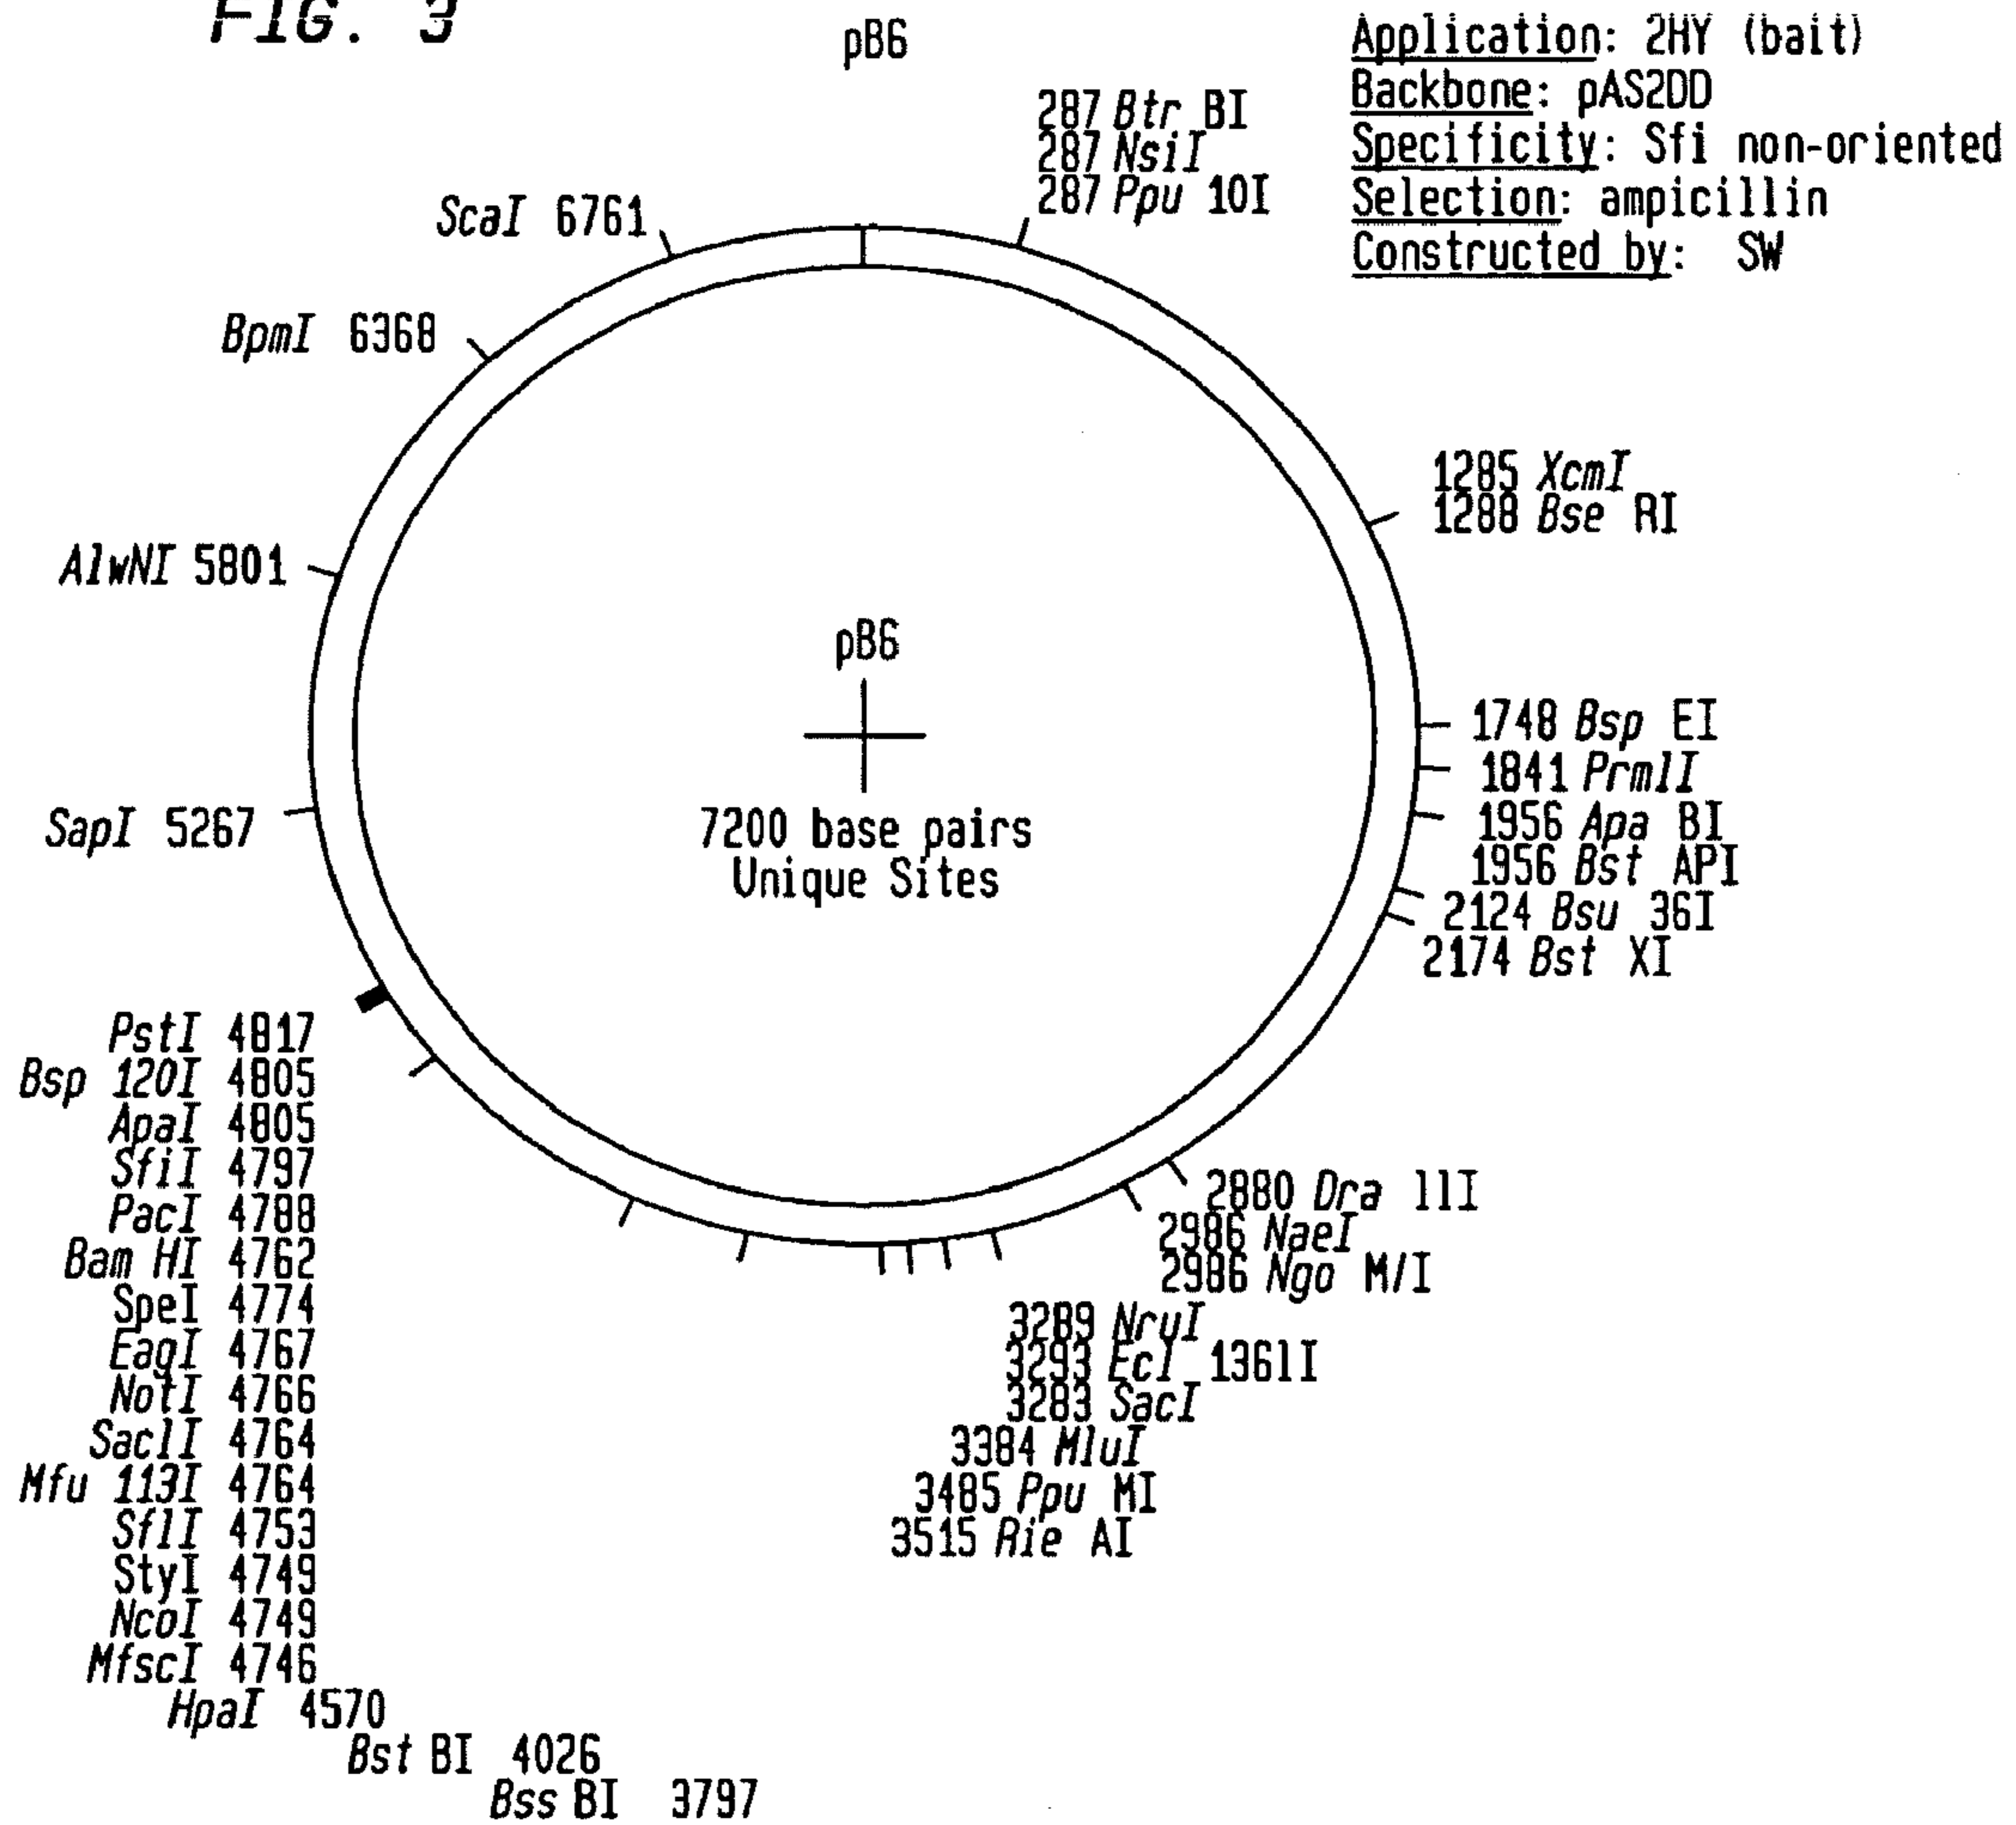 FIG. 3
pB6
Application: 2HY (bait)
Backbone: pAS2DD
Specificity: Sfi non-oriented
Selection: ampicillin
Constructed by: SW
287 Btr BI
287 NsiI
287 Ppu 10I
ScaI 6761
BpmI 6368
AlwNI 5801
SapI 5267
1285 XcmI
1288 Bse RI
1748 Bsp EI
1841 PrmlI
1956 Apa BI
1956 Bst API
2124 Bsu 36I
2174 Bst XI
pB6
7200 base pairs
Unique Sites
2880 Dra 11I
2986 NaeI
2986 Ngo M/I
3289 NruI
3293 Ecl 136lI
3283 SacI
3384 MluI
3485 Ppu MI
3515 Rie AI
PstI 4817
Bsp 120I 4805
ApaI 4805
SfiI 4797
PacI 4788
Bam HI 4762
SpeI 4774
EagI 4767
NotI 4766
SaclI 4764
Mfu 113I 4764
SflI 4753
StyI 4749
NcoI 4749
MfscI 4746
HpaI 4570
Bst BI 4026
Bss BI 3797